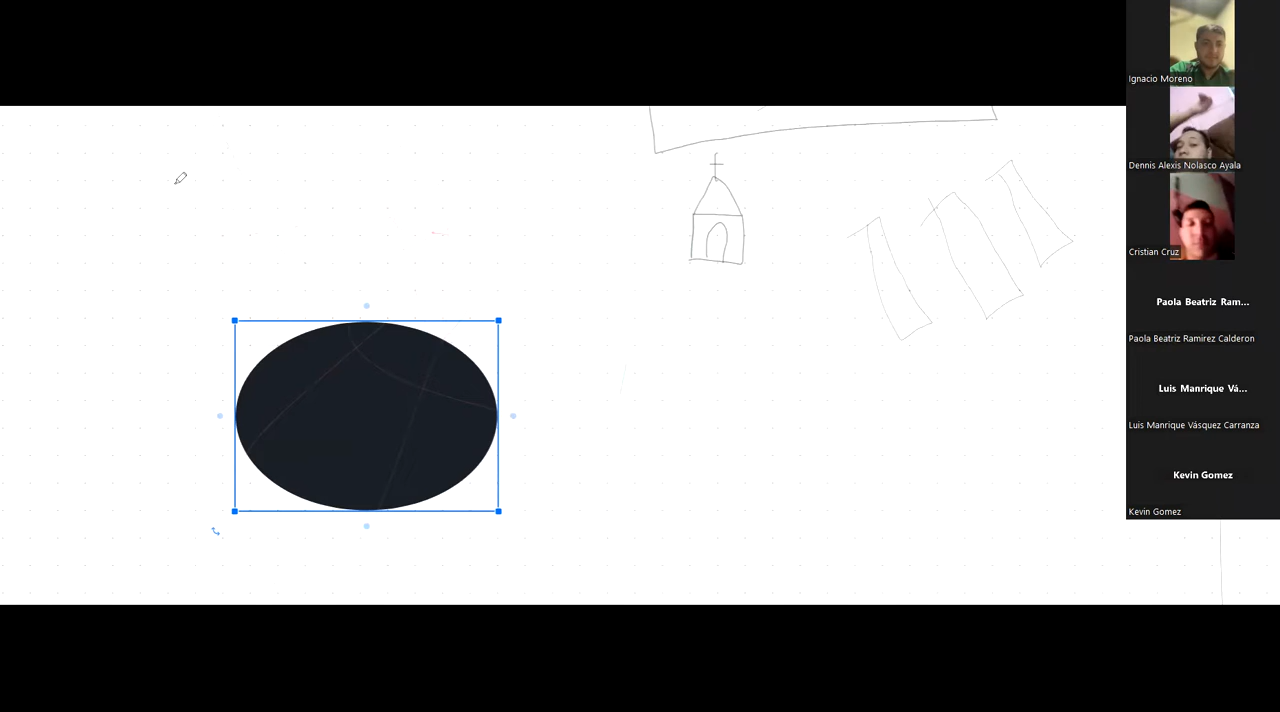 Ignacio Moreno
Dennis Alexis Nolasco Ayala
Cristian Cruz
Paola Beatriz Ram...
Paola Beatriz Ramirez Calderon
Luis Manrique Vá...
Luis Manrique Vásquez Carranza
Kevin Gomez
Kevin Gomez